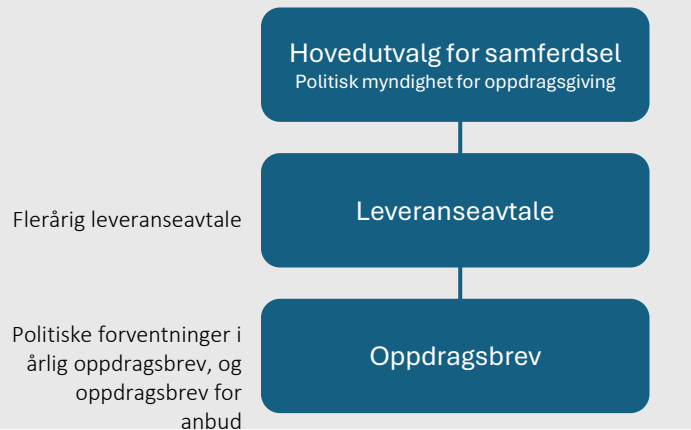 Hovedutvalg for samferdsel
Politisk myndighet for oppdragsgiving
Flerårig leveranseavtale
Leveranseavtale
Politiske forventninger i
årlig oppdragsbrev, og
oppdragsbrev for
anbud
Oppdragsbrev